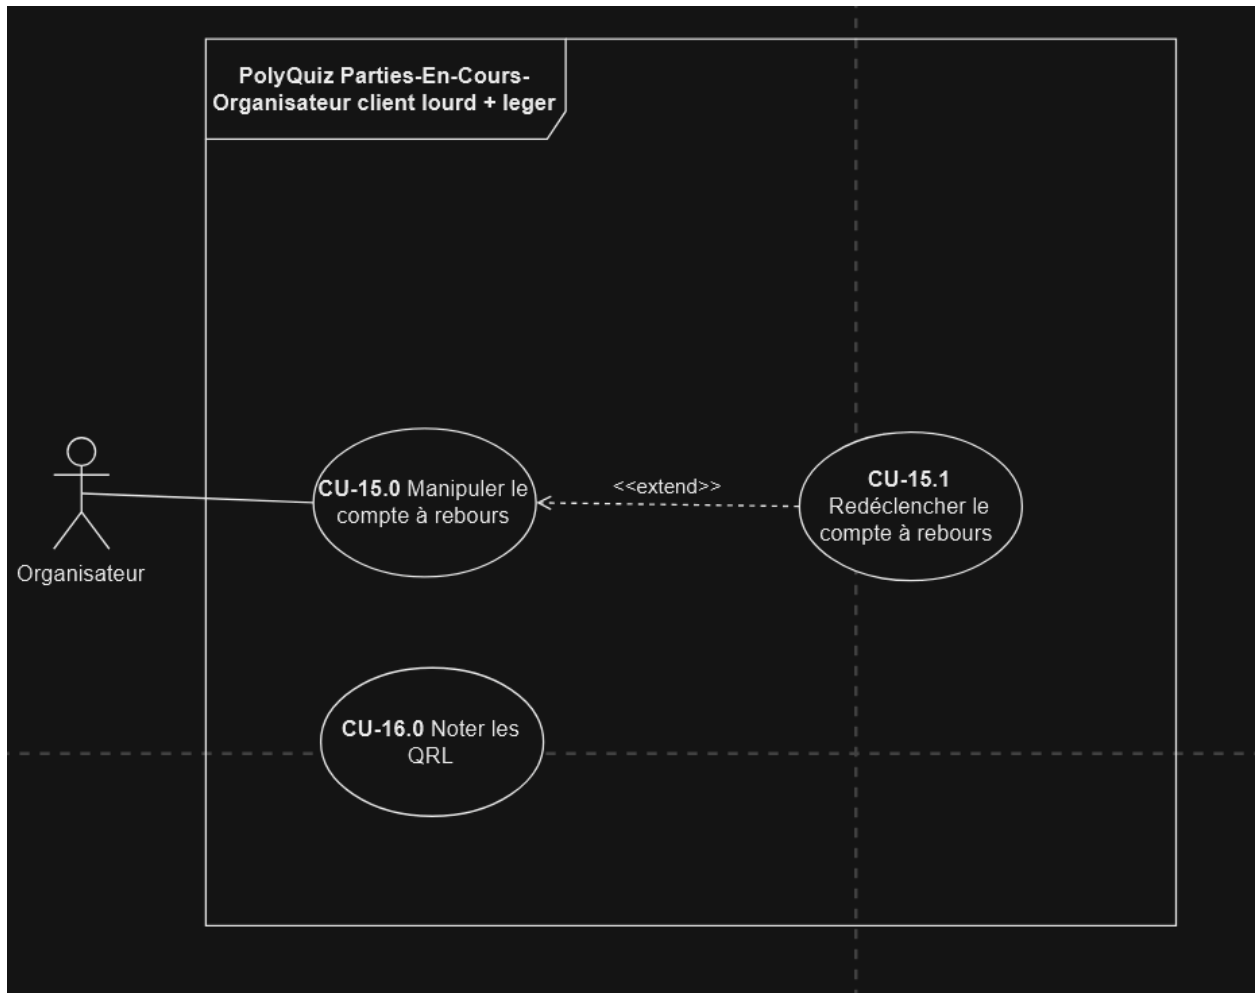 PolyQuiz Parties-En-Cours-
Organisateur client lourd + leger
CU-15.0 Manipuler le
compte à rebours
<<extend>>
CU-15.1
Redéclencher le
compte à rebours
Organisateur
CU-16.0 Noter les
QRL